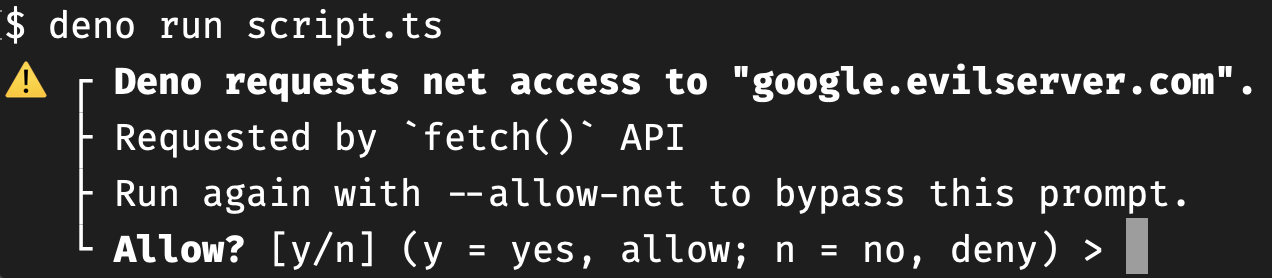 $ deno run script.ts
⚠️ ┌ Deno requests net access to "google.evilserver.com".
├ Requested by `fetch()` API
├ Run again with --allow-net to bypass this prompt.
└ Allow? [y/n] (y = yes, allow; n = no, deny) >